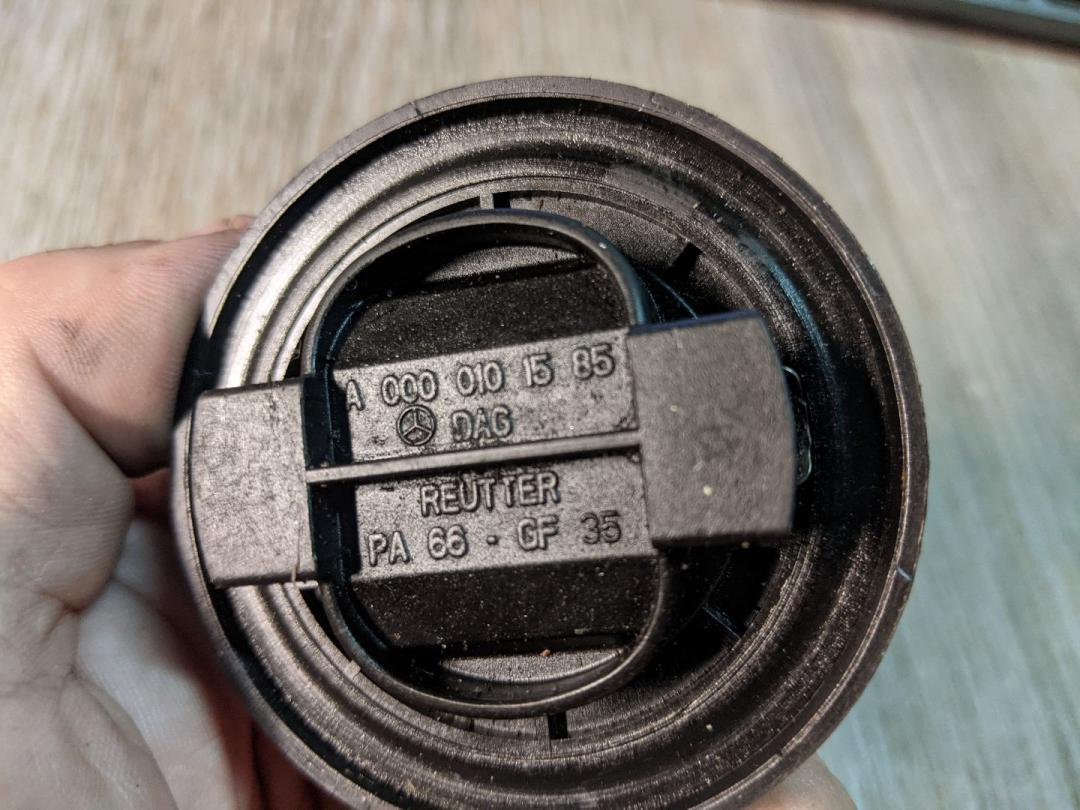 A 000 010 15 85
DAG
REUTTER
PA 66 - GF 35